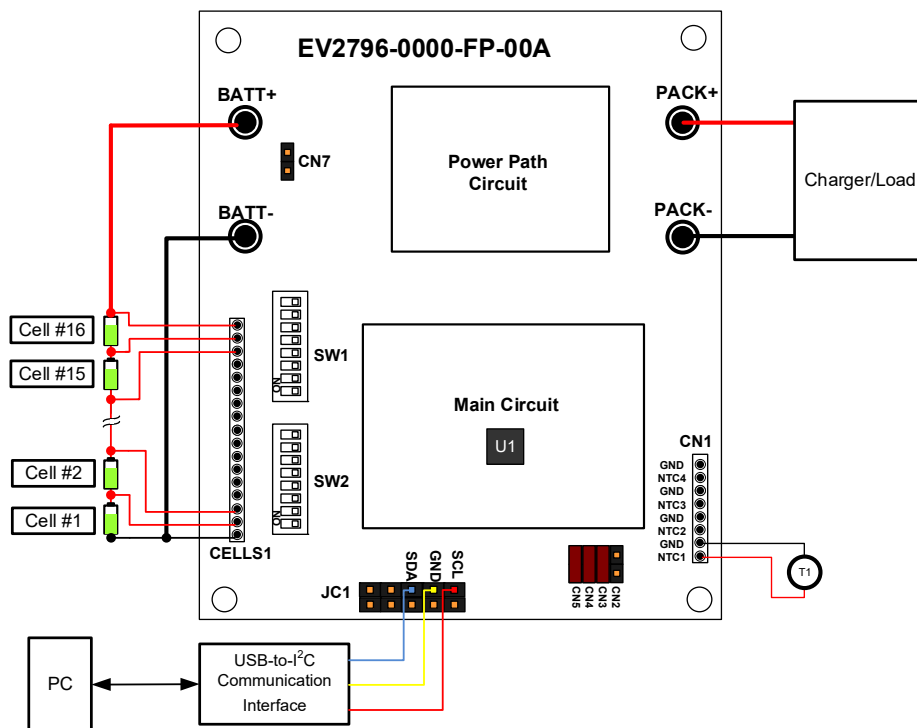 EV2796-0000-FP-00A
BATT+
CN7
BATT-
PACK+
PACK-
Power Path
Circuit
Charger/Load
Cell #16
Cell #15
Cell #2
Cell #1
CELLS1
SW1
ON
SW2
ON
Main Circuit
U1
CN1
GND
NTC4
GND
NTC3
GND
NTC2
GND
NTC1
T1
CN5
CN4
CN3
CN2
JC1
SDA
GND
SCL
PC
USB-to-I²C
Communication
Interface